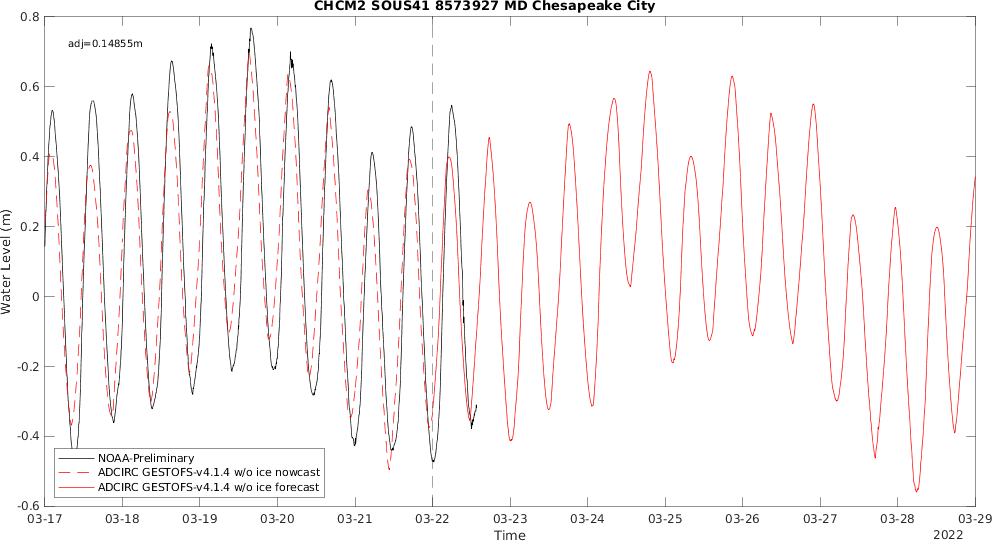 CHCM2 SOUS41 8573927 MD Chesapeake City
adj=0.14855m
0.8
0.6
0.4
0.2
0
-0.2
-0.4
-0.6
Water Level (m)
NOAA-Preliminary
ADCIRC GESTOFS-v4.1.4 w/o ice nowcast
ADCIRC GESTOFS-v4.1.4 w/o ice forecast
03-17 03-18 03-19 03-20 03-21 03-22 03-23 03-24 03-25 03-26 03-27 03-28 03-29
Time
2022